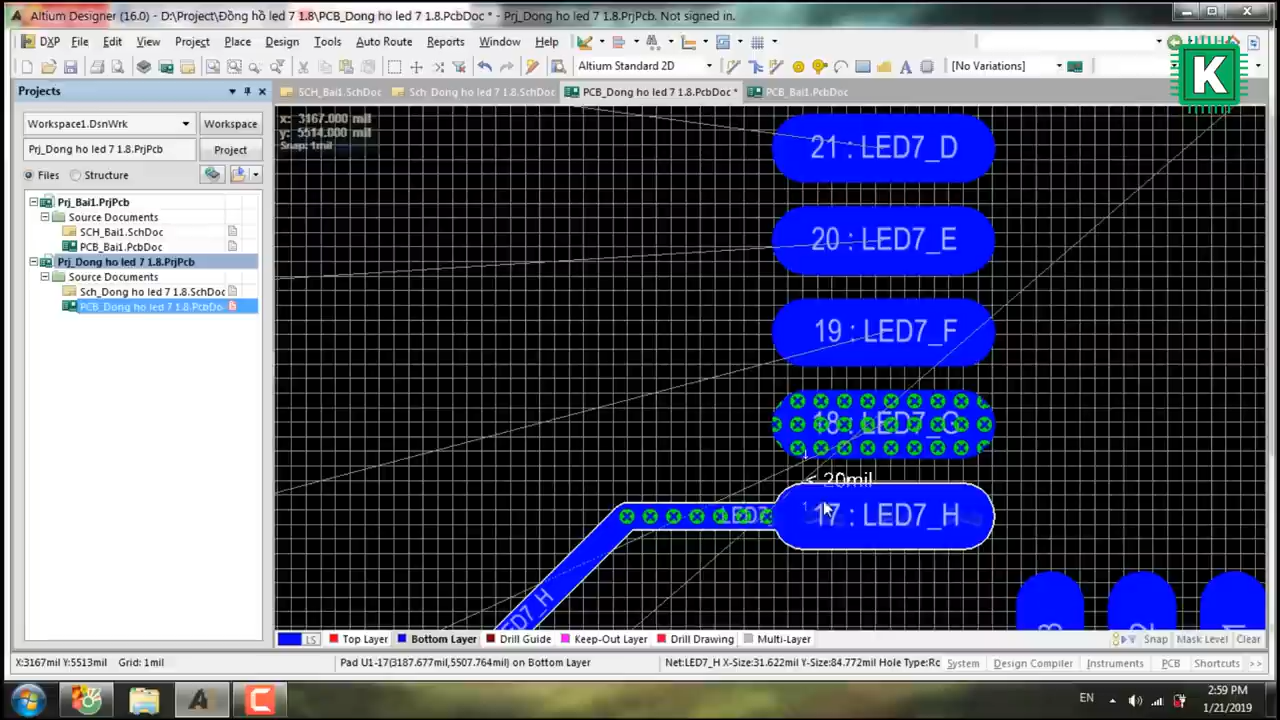 Altium Designer (16.0) - D:\Project\Đồng hồ led 7 1.8\PCB_Dong ho led 7 1.8.PcbDoc * - Prj_Dong ho led 7 1.8.PrjPcb. Not signed in.
DXP File Edit View Project Place Design Tools Auto Route Reports Window Help
Altium Standard 2D [No Variations]
K
Projects
SCH_Bai1.SchDoc Sch_Dong ho led 7 1.8.SchDoc PCB_Dong ho led 7 1.8.PcbDoc * PCB_Bai1.PcbDoc
Workspace1.DsnWrk Workspace
Prj_Dong ho led 7 1.8.PrjPcb Project
Files Structure
Prj_Bai1.PrjPcb
Source Documents
SCH_Bai1.SchDoc
PCB_Bai1.PcbDoc
Prj_Dong ho led 7 1.8.PrjPcb
Source Documents
Sch_Dong ho led 7 1.8.SchDoc
PCB_Dong ho led 7 1.8.PcbDo
x: 3167.000 mil
y: 5514.000 mil
Snap: 1mil
21 : LED7_D
20 : LED7_E
19 : LED7_F
18 : LED7_G
< 20mil
17 : LED7_H
LED7_
ED7_H
3 2 1
LS Top Layer Bottom Layer Drill Guide Keep-Out Layer Drill Drawing Multi-Layer Snap Mask Level Clear
X:3167mil Y:5513mil Grid: 1mil Pad U1-17(3187.677mil,5507.764mil) on Bottom Layer Net:LED7_H X-Size:31.622mil Y-Size:84.772mil Hole Type:Rc System Design Compiler Instruments PCB Shortcuts >>
EN 2:59 PM
1/21/2019